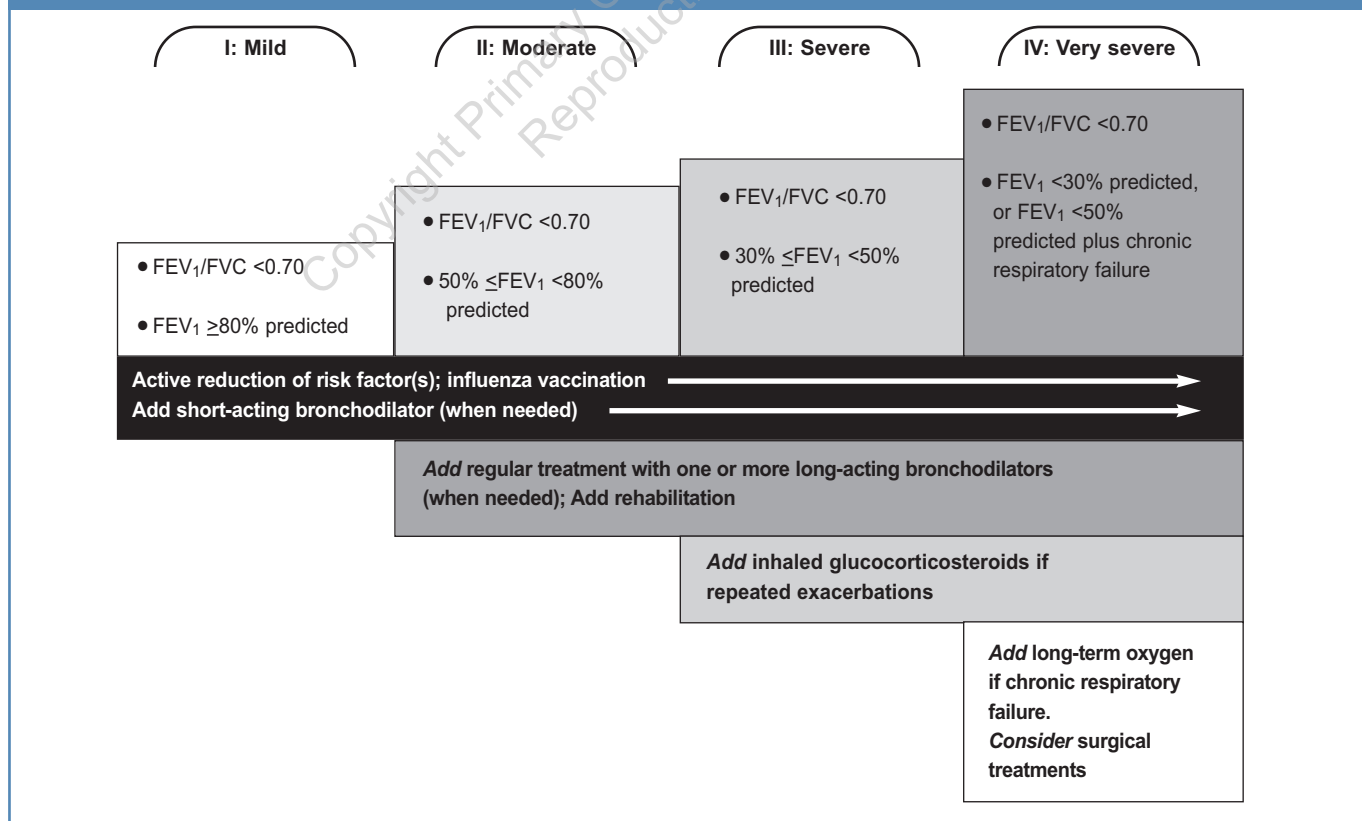 I: Mild
II: Moderate
III: Severe
IV: Very severe
● FEV₁/FVC <0.70
● FEV₁ ≥80% predicted
● FEV₁/FVC <0.70
● 50% ≤FEV₁ <80%
predicted
● FEV₁/FVC <0.70
● 30% ≤FEV₁ <50%
predicted
● FEV₁/FVC <0.70
● FEV₁ <30% predicted,
or FEV₁ <50%
predicted plus chronic
respiratory failure
Active reduction of risk factor(s); influenza vaccination
Add short-acting bronchodilator (when needed)
Add regular treatment with one or more long-acting bronchodilators
(when needed); Add rehabilitation
Add inhaled glucocorticosteroids if
repeated exacerbations
Add long-term oxygen
if chronic respiratory
failure.
Consider surgical
treatments
Copyright Primary